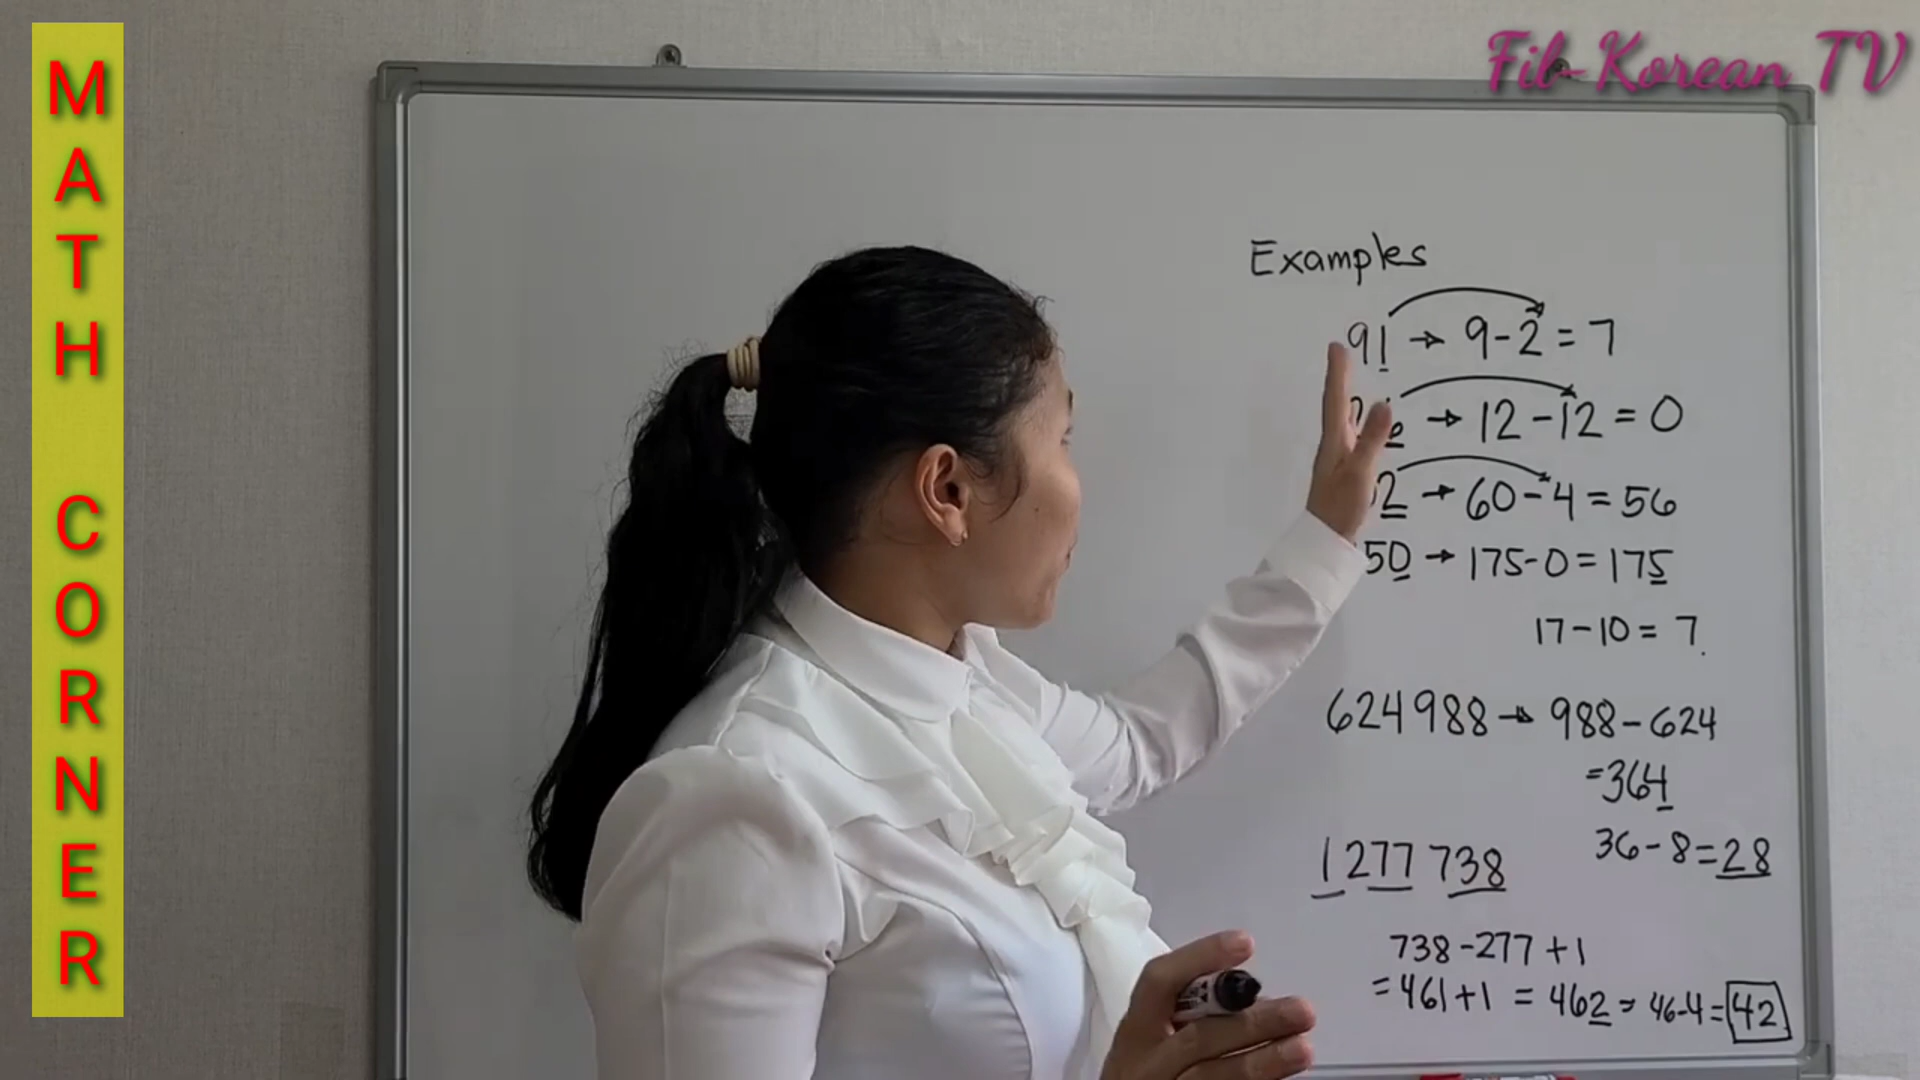 MATH CORNER
Fil-Korean TV
Examples
91 → 9-2=7
→ 12-12=0
2 → 60-4=56
50 → 175-0=175
17-10=7.
624988 → 988-624
=364
36-8=28
1277738
738-277+1
=461+1=462 → 46-4=42